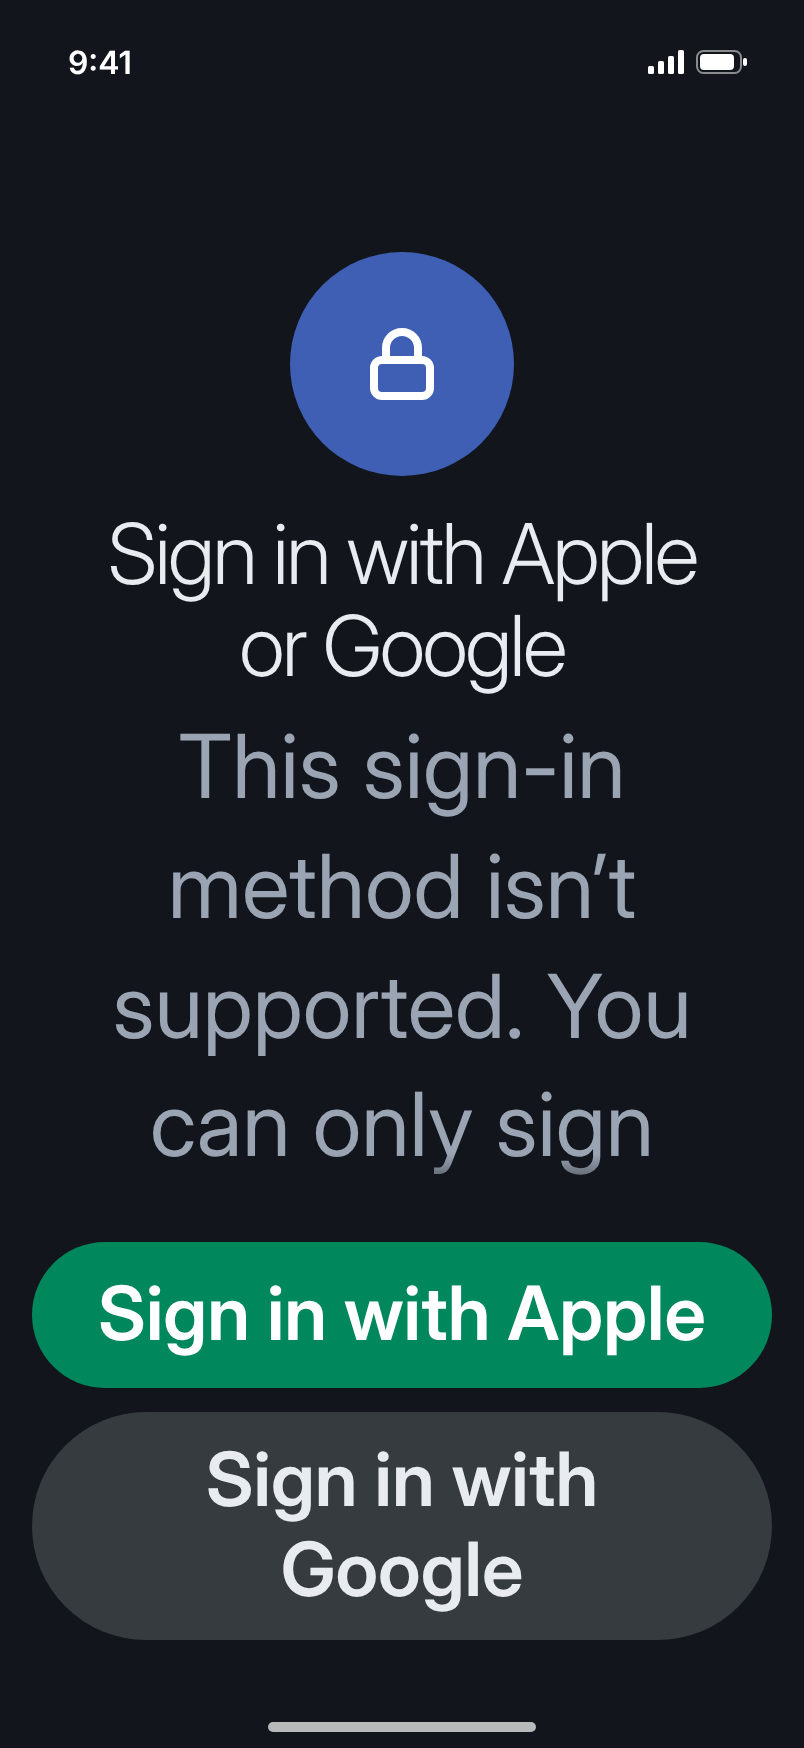 9:41
Sign in with Apple
or Google
This sign-in
method isn’t
supported. You
can only sign
Sign in with Apple
Sign in with
Google